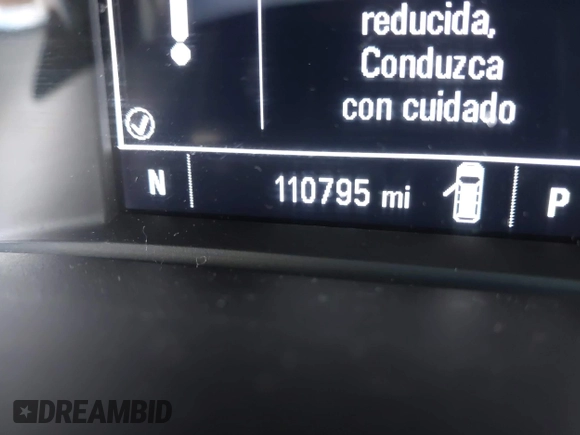 reducida,
Conduzca
con cuidado
N
110795 mi
P
DREAMBID